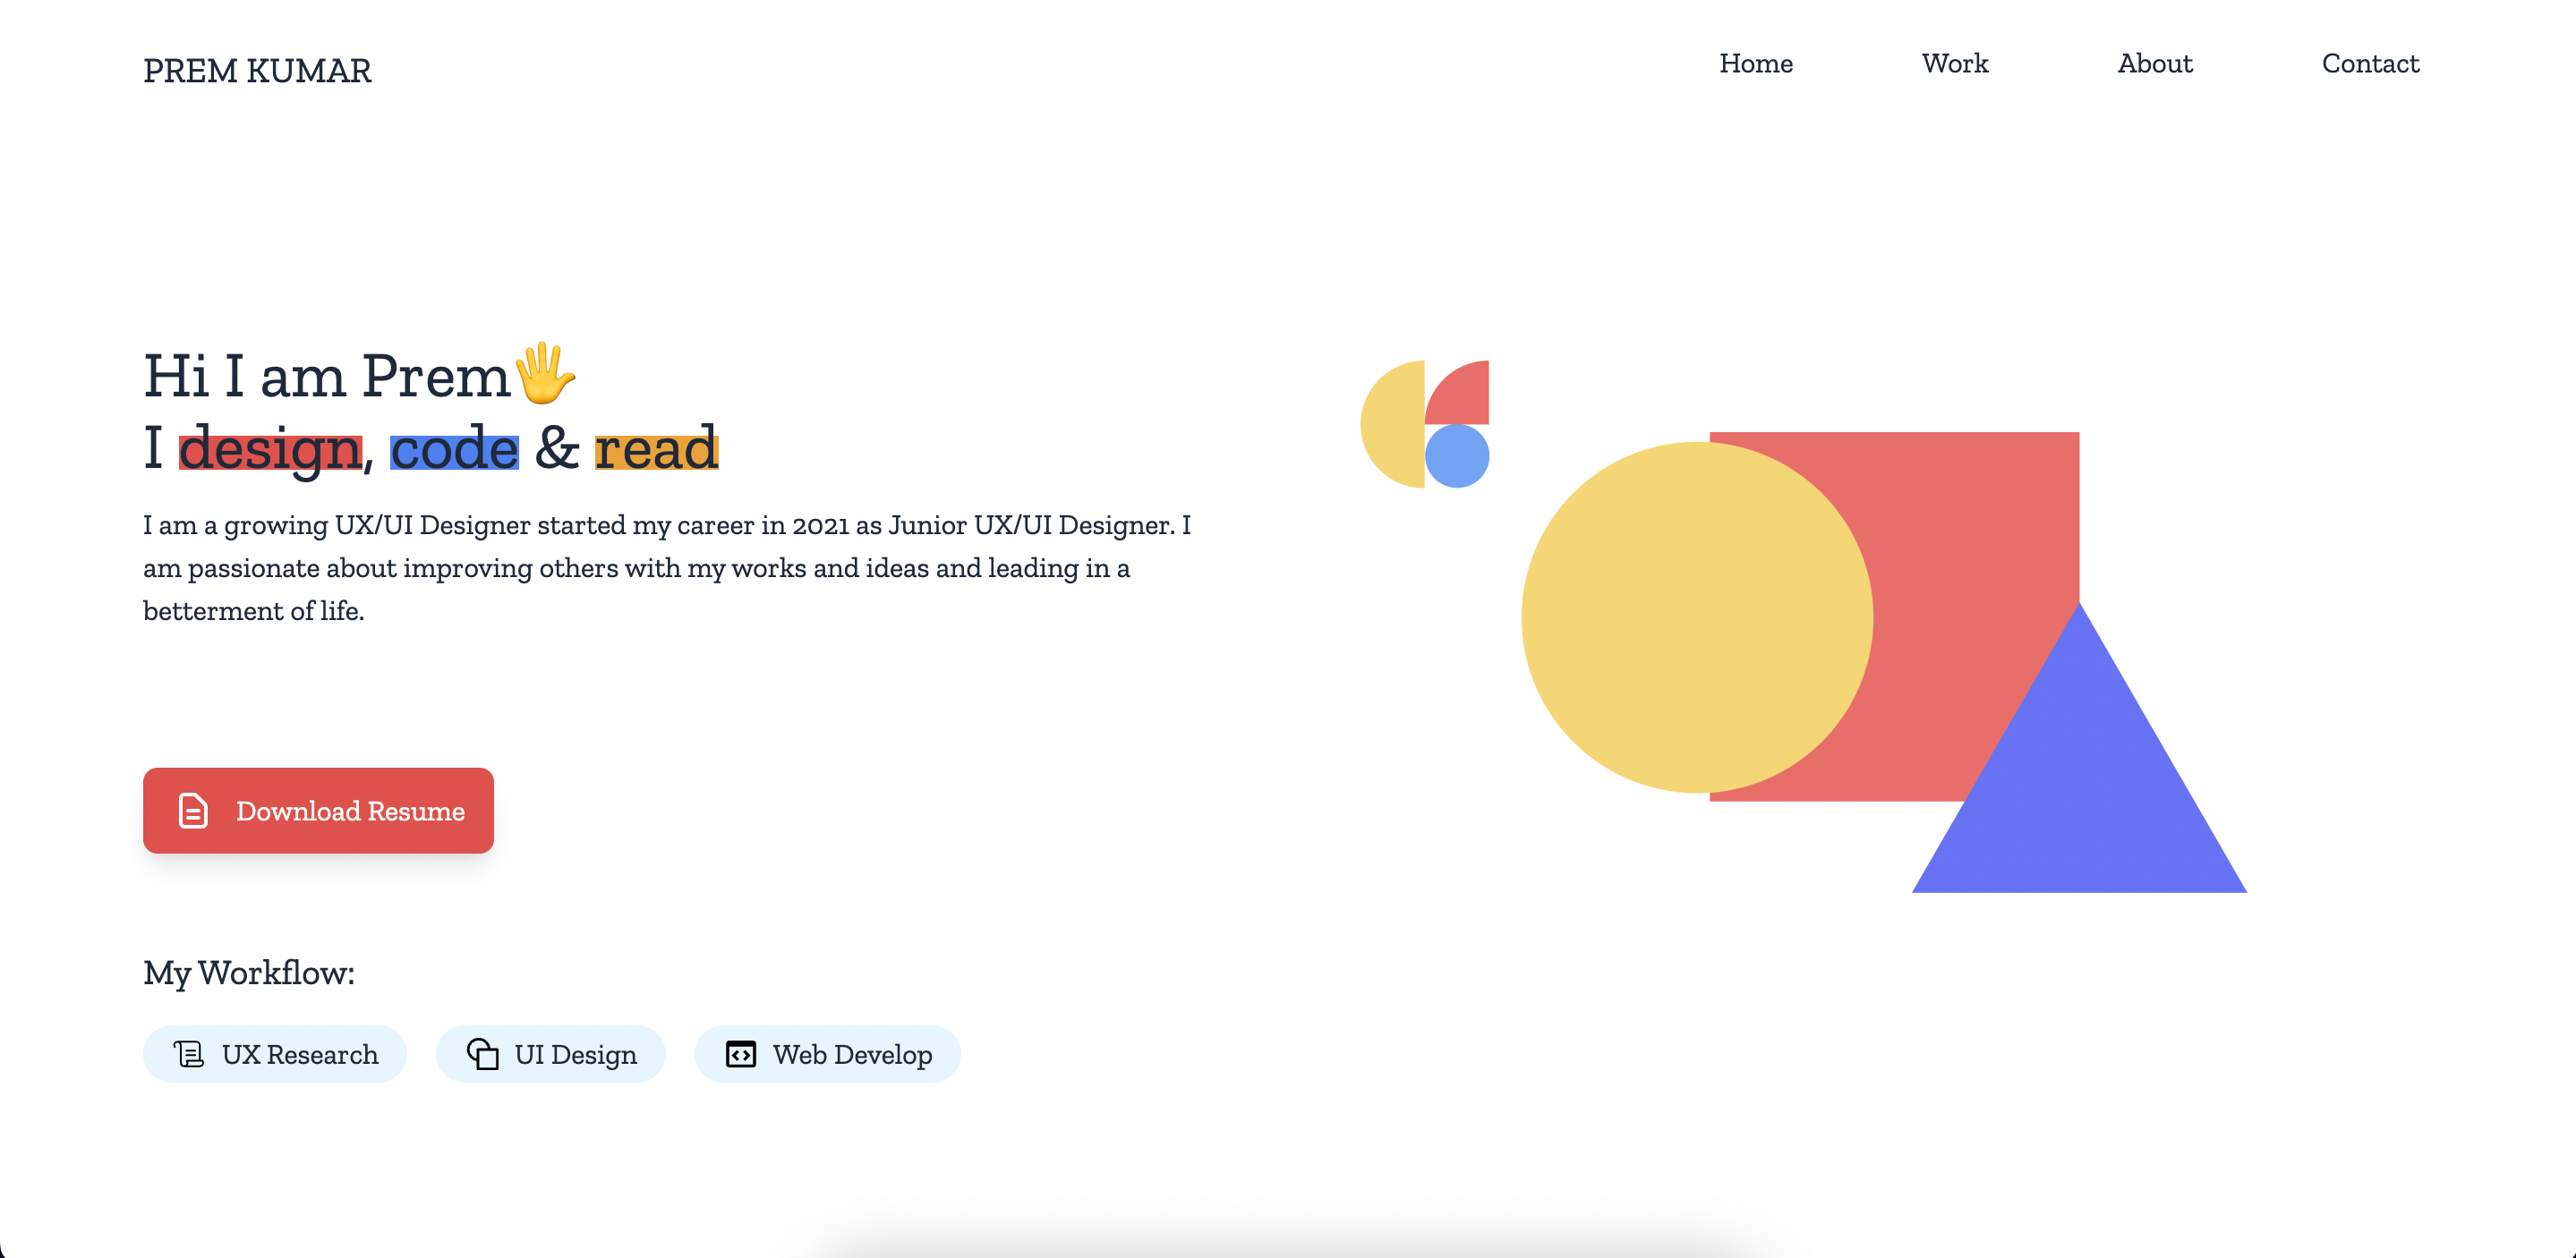 PREM KUMAR
Home
Work
About
Contact
Hi I am Prem🖐
I design, code & read
I am a growing UX/UI Designer started my career in 2021 as Junior UX/UI Designer. I
am passionate about improving others with my works and ideas and leading in a
betterment of life.
Download Resume
My Workflow:
UX Research
UI Design
Web Develop